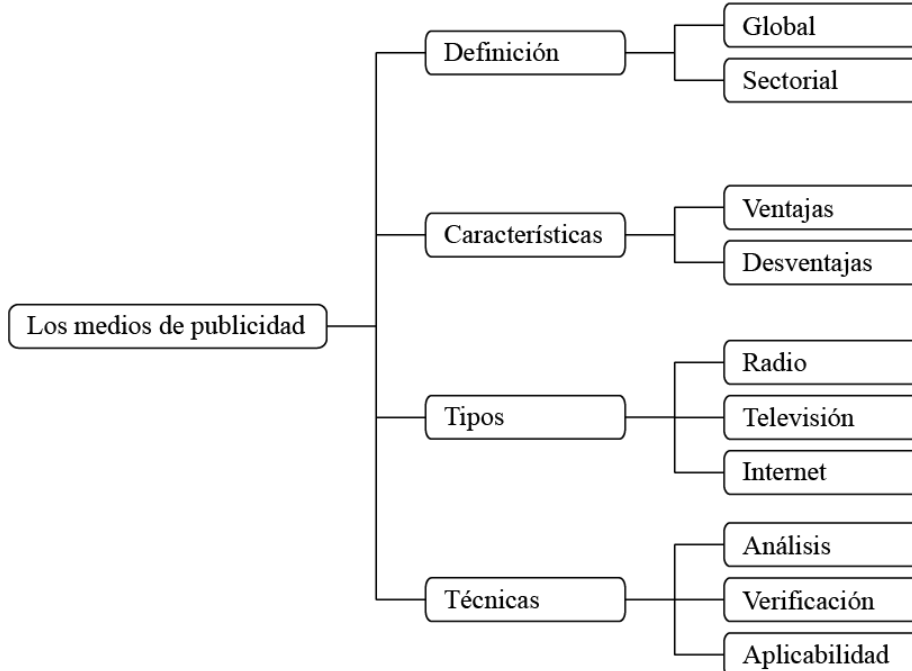 Los medios de publicidad
Definición
Global
Sectorial
Características
Ventajas
Desventajas
Tipos
Radio
Televisión
Internet
Técnicas
Análisis
Verificación
Aplicabilidad